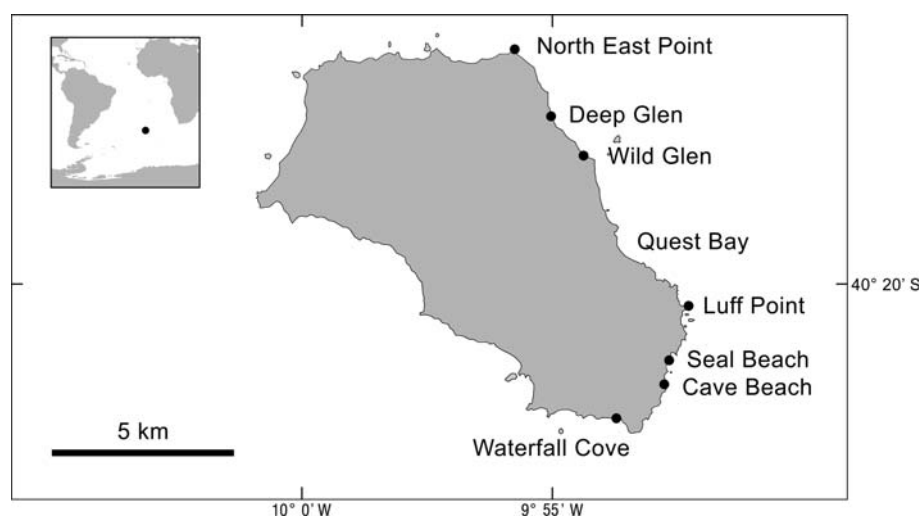 North East Point
Deep Glen
Wild Glen
Quest Bay
40° 20' S
Luff Point
Seal Beach
Cave Beach
5 km
Waterfall Cove
10° 0' W
9° 55' W